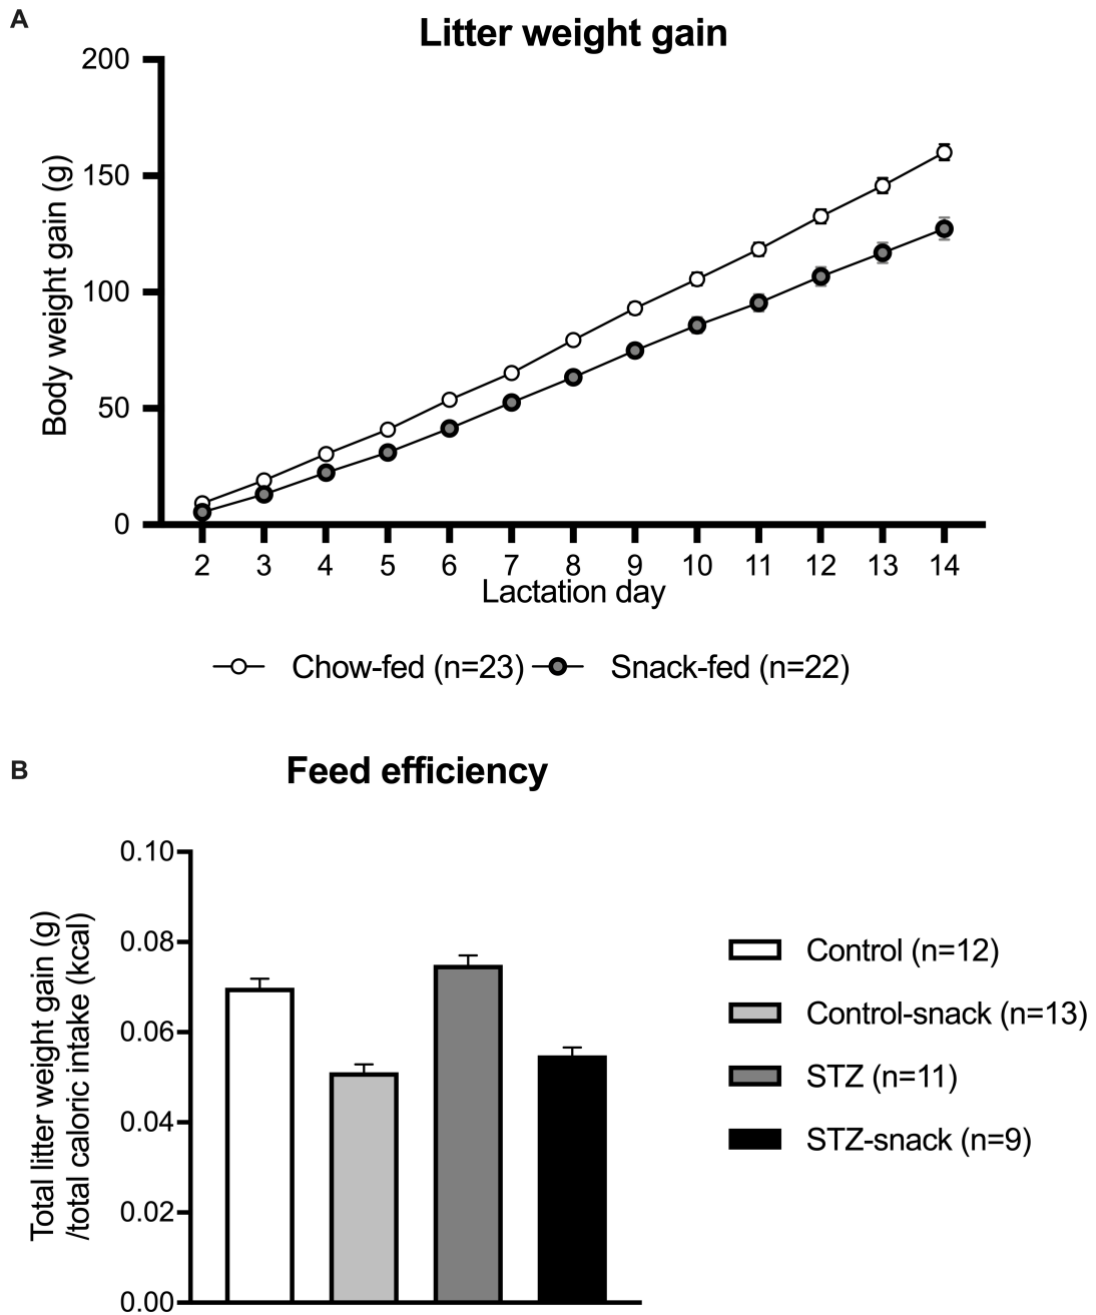 A
Litter weight gain
200
150
100
50
0
Body weight gain (g)
2 3 4 5 6 7 8 9 10 11 12 13 14
Lactation day
Chow-fed (n=23) Snack-fed (n=22)
B
Feed efficiency
Total litter weight gain (g)
/total caloric intake (kcal)
0.10
0.08
0.06
0.04
0.02
0.00
Control (n=12)
Control-snack (n=13)
STZ (n=11)
STZ-snack (n=9)